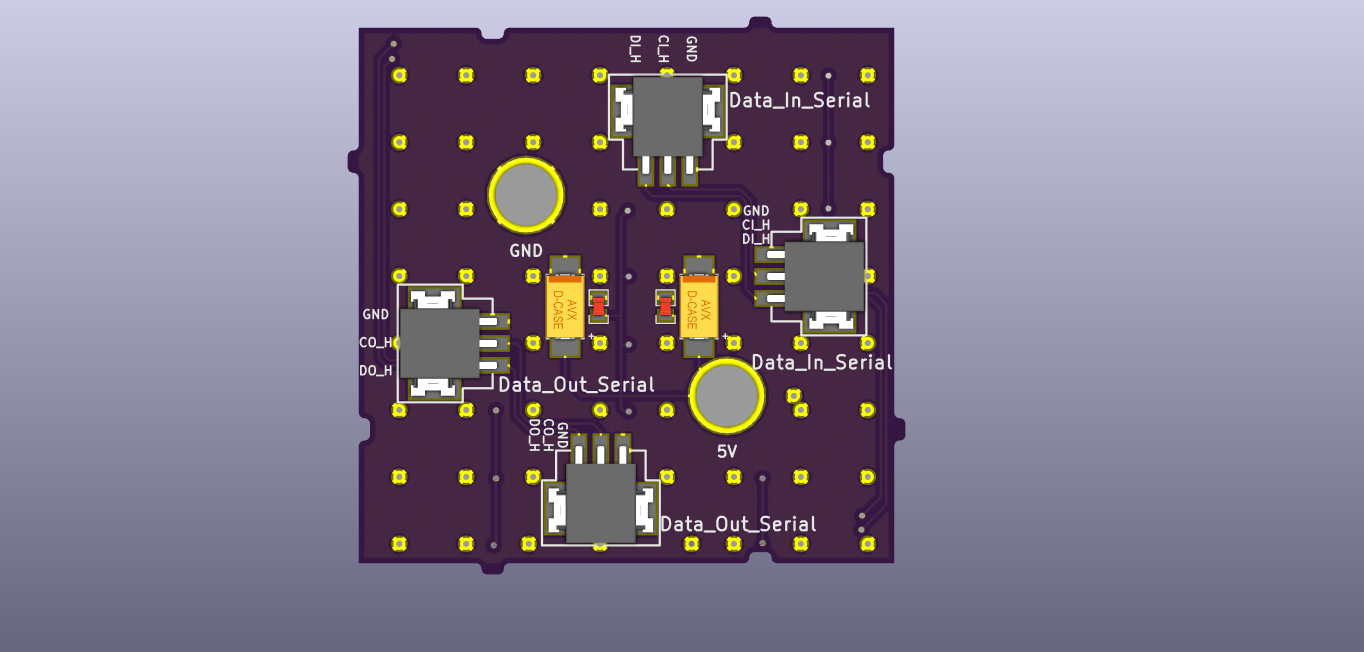 DI_H
CI_H
GND
Data_In_Serial
GND
CI_H
DI_H
GND
AVX
D-CASE
AVX
D-CASE
+
+
GND
CO_H
DO_H
Data_In_Serial
Data_Out_Serial
DO_H
CO_H
GND
5V
Data_Out_Serial